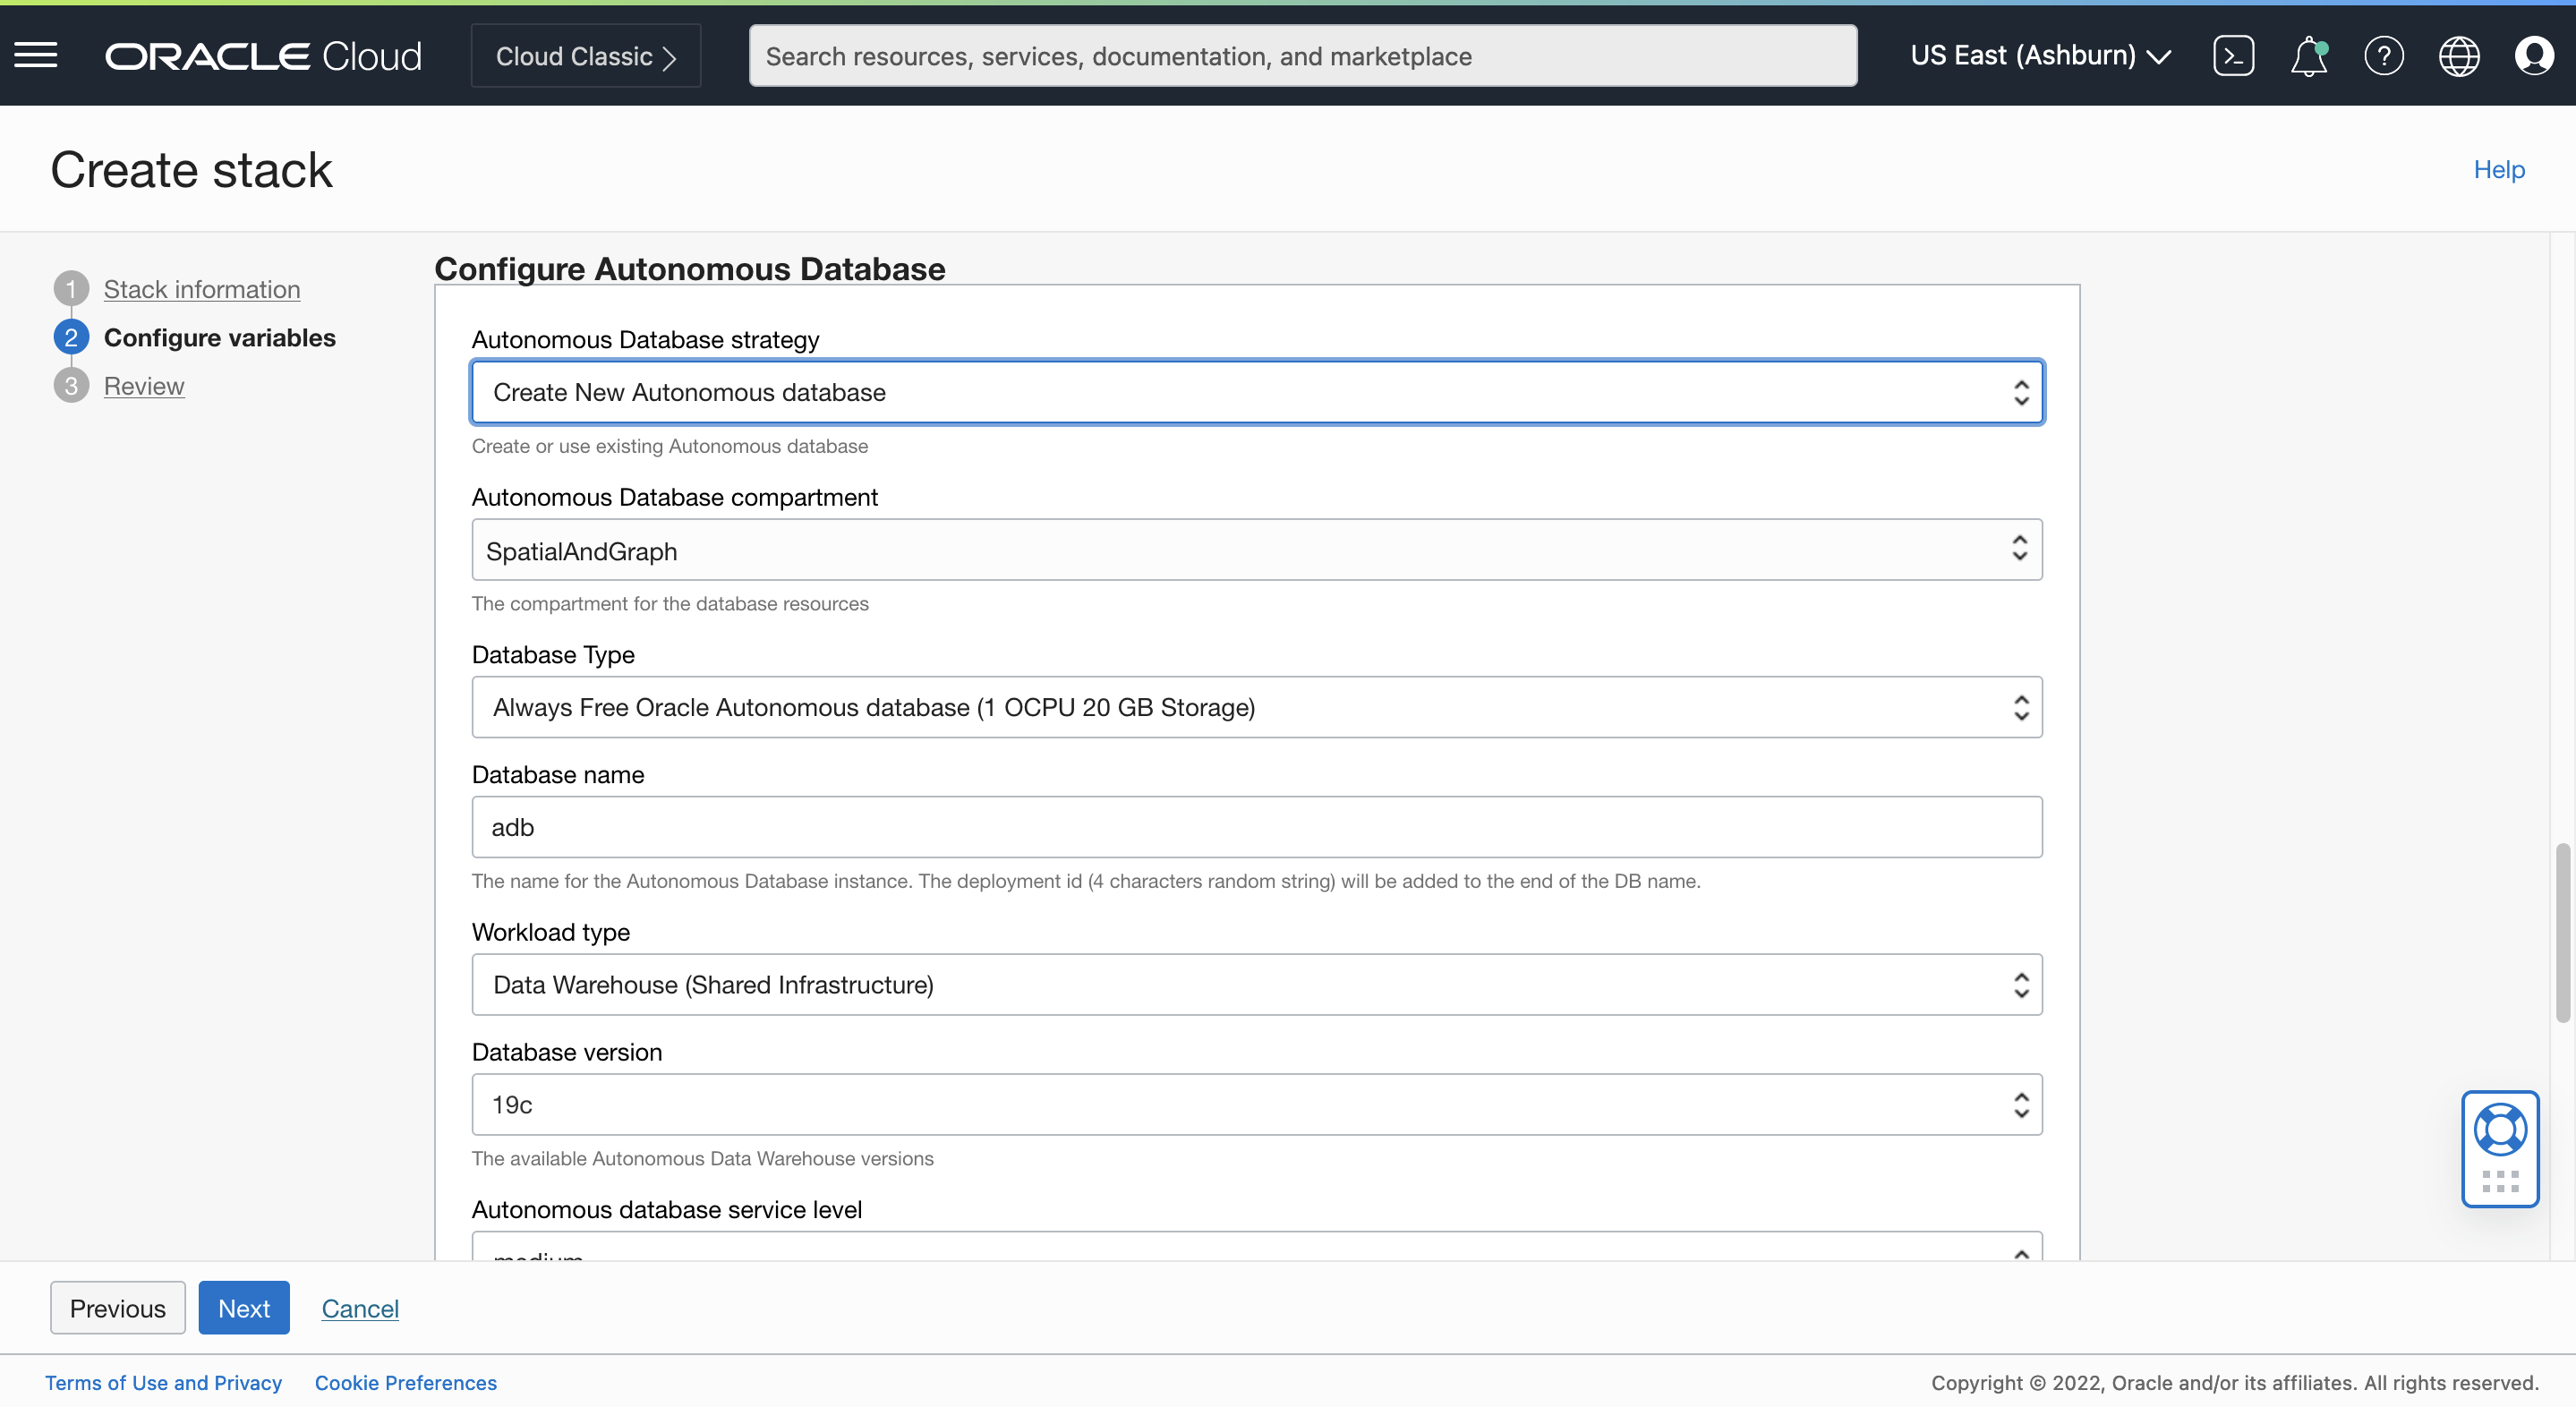 ORACLE Cloud
Cloud Classic
Search resources, services, documentation, and marketplace
US East (Ashburn)
Create stack
Help
1 Stack information
2 Configure variables
3 Review
Configure Autonomous Database
Autonomous Database strategy
Create New Autonomous database
Create or use existing Autonomous database
Autonomous Database compartment
SpatialAndGraph
The compartment for the database resources
Database Type
Always Free Oracle Autonomous database (1 OCPU 20 GB Storage)
Database name
adb
The name for the Autonomous Database instance. The deployment id (4 characters random string) will be added to the end of the DB name.
Workload type
Data Warehouse (Shared Infrastructure)
Database version
19c
The available Autonomous Data Warehouse versions
Autonomous database service level
medium
Previous
Next
Cancel
Terms of Use and Privacy
Cookie Preferences
Copyright © 2022, Oracle and/or its affiliates. All rights reserved.